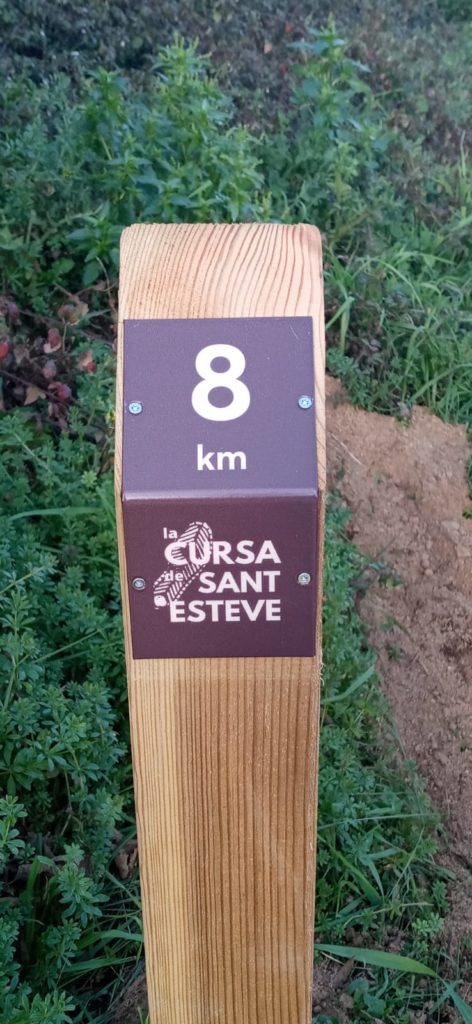 8
km
la
CURSA
de SANT
ESTEVE